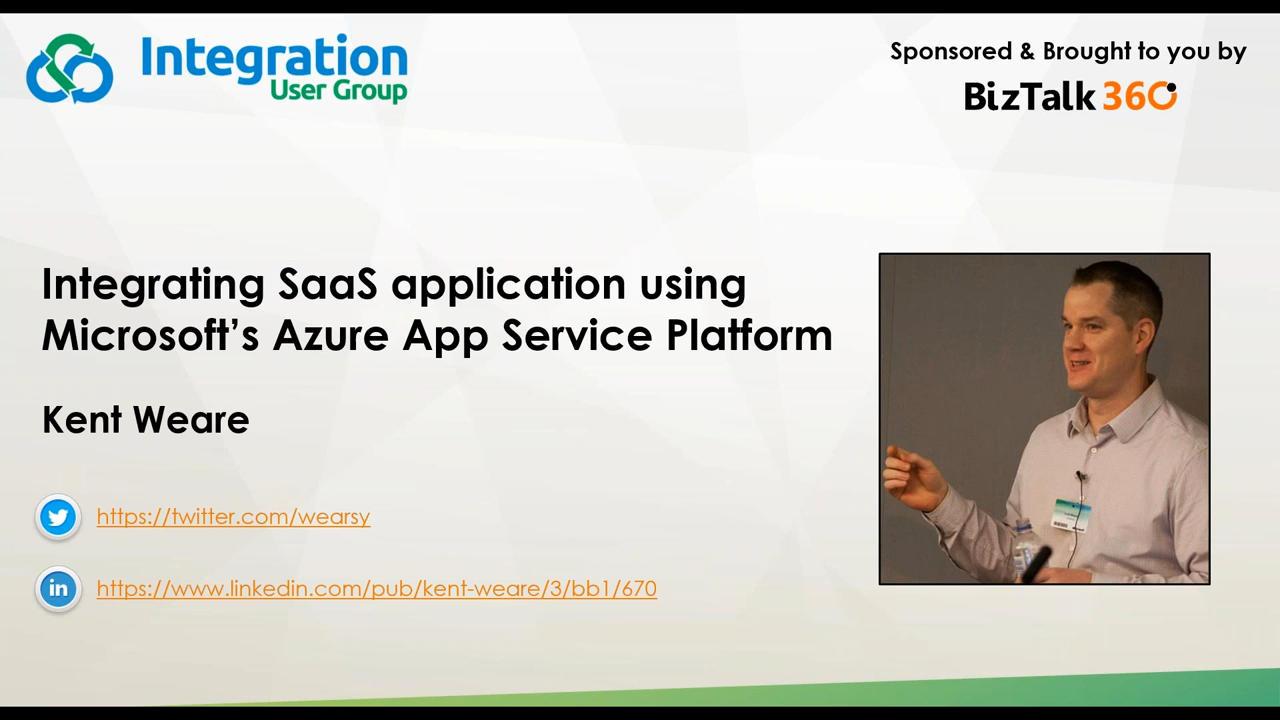 Integration
User Group
Sponsored & Brought to you by
BizTalk 360
Integrating SaaS application using
Microsoft’s Azure App Service Platform
Kent Weare
https://twitter.com/wearsy
in
https://www.linkedin.com/pub/kent-weare/3/bb1/670